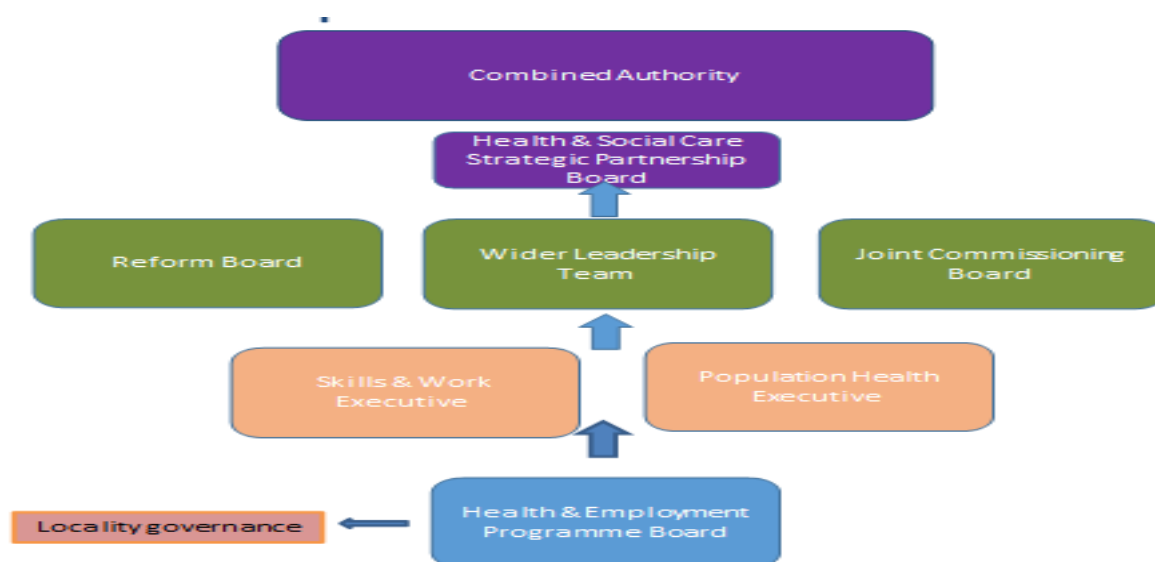 Combined Authority
Health & Social Care
Strategic Partnership
Board
Reform Board
Wider Leadership
Team
Joint Commissioning
Board
Skills & Work
Executive
Population Health
Executive
Health & Employment
Programme Board
Locality governance